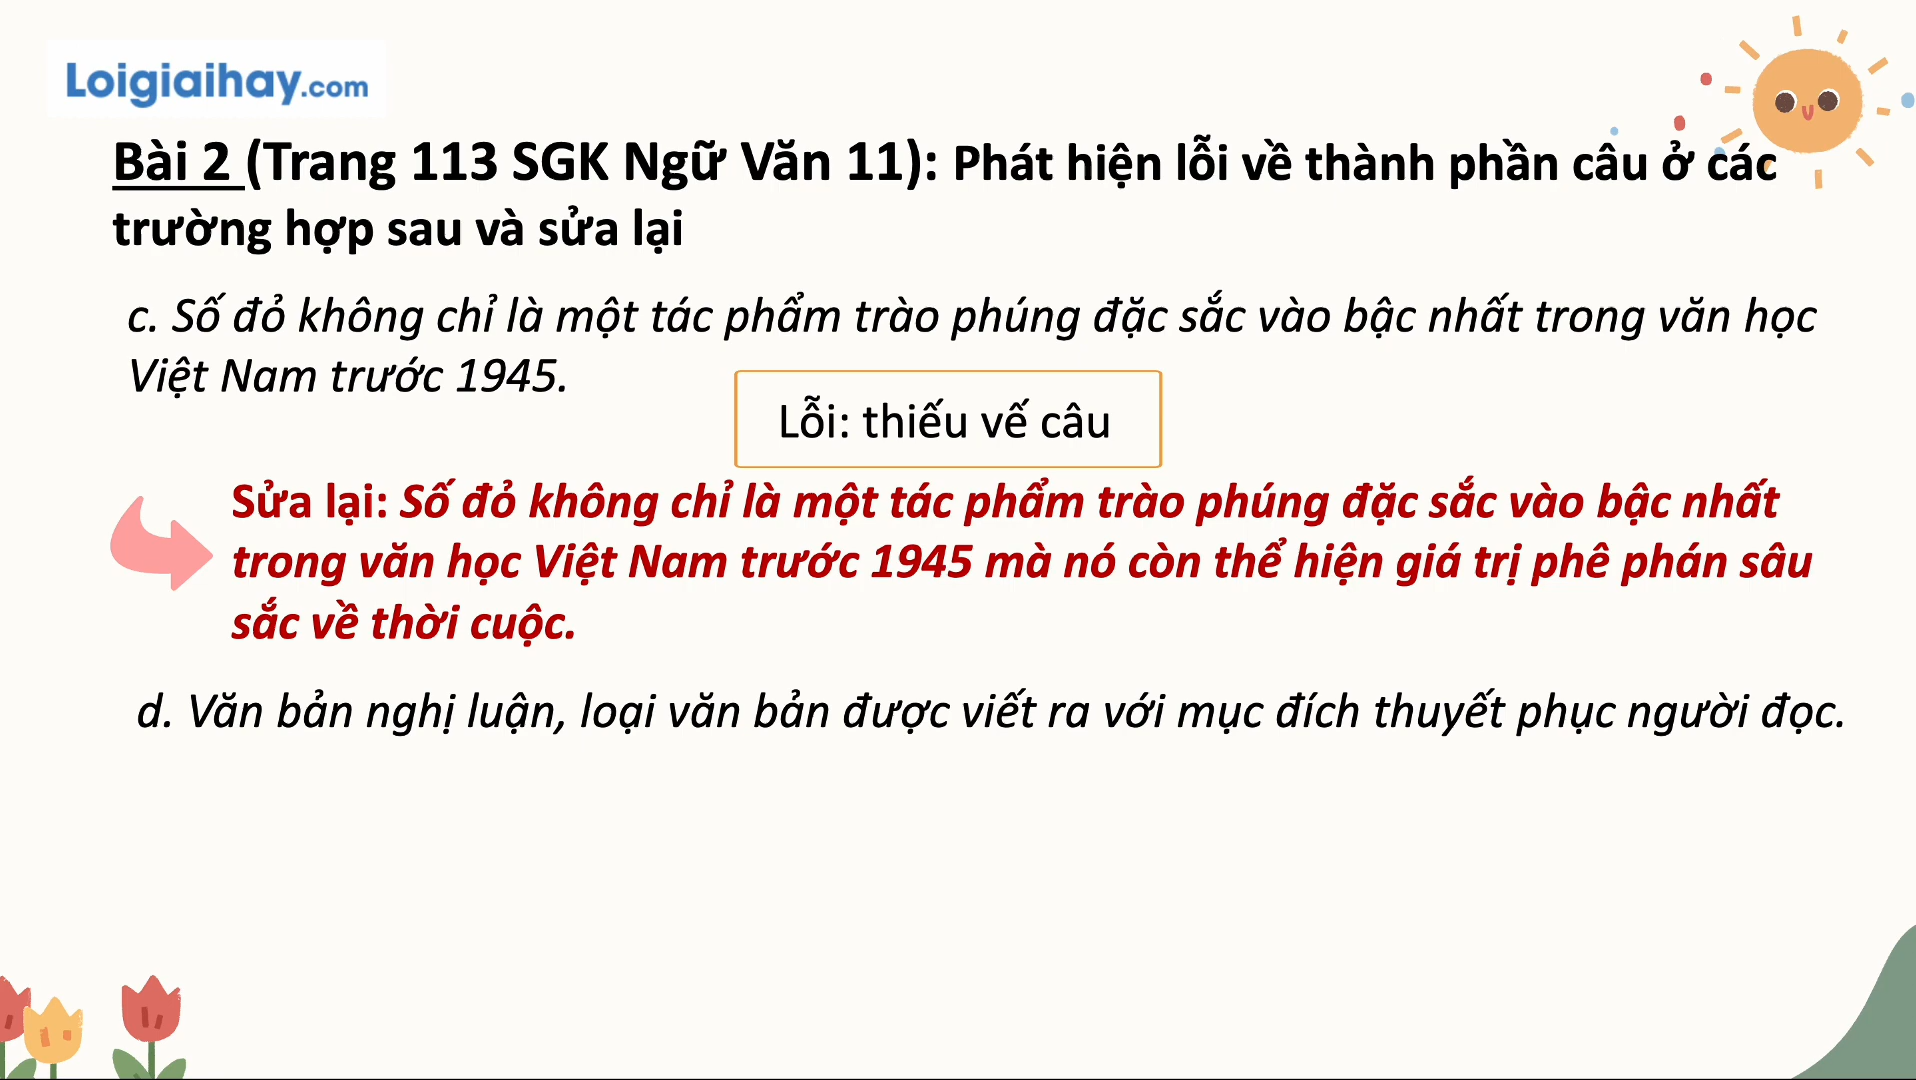 Loigiaihay.com
Bài 2 (Trang 113 SGK Ngữ Văn 11): Phát hiện lỗi về thành phần câu ở các
trường hợp sau và sửa lại
c. Số đỏ không chỉ là một tác phẩm trào phúng đặc sắc vào bậc nhất trong văn học
Việt Nam trước 1945.
Lỗi: thiếu vế câu
Sửa lại: Số đỏ không chỉ là một tác phẩm trào phúng đặc sắc vào bậc nhất
trong văn học Việt Nam trước 1945 mà nó còn thể hiện giá trị phê phán sâu
sắc về thời cuộc.
d. Văn bản nghị luận, loại văn bản được viết ra với mục đích thuyết phục người đọc.